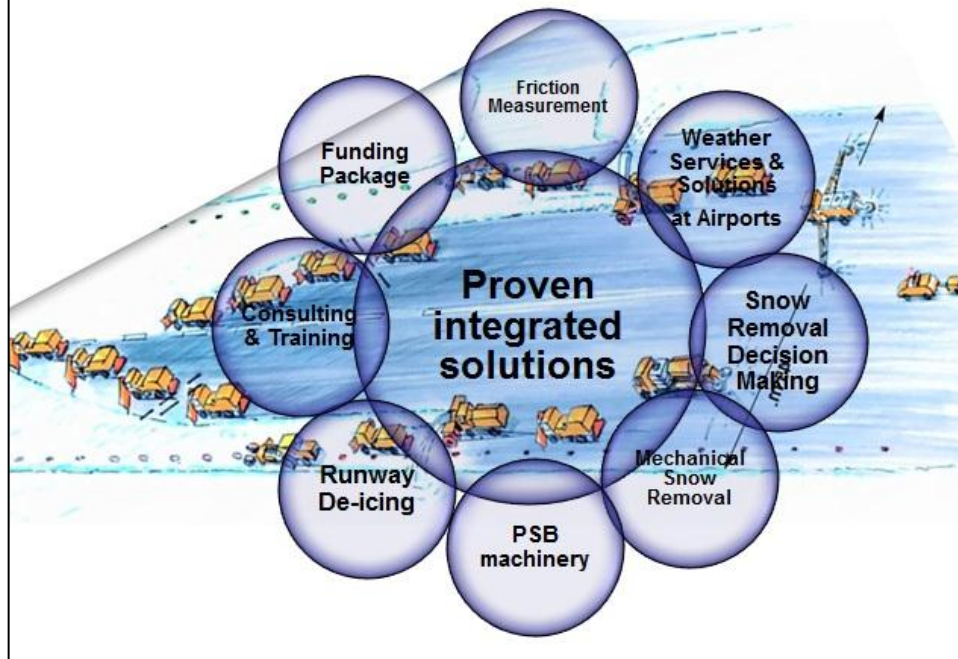 Friction
Measurement
Weather
Services &
Solutions
at Airports
Funding
Package
Proven
integrated
solutions
Consulting
& Training
Snow
Removal
Decision
Making
Mechanical
Snow
Removal
Runway
De-icing
PSB
machinery